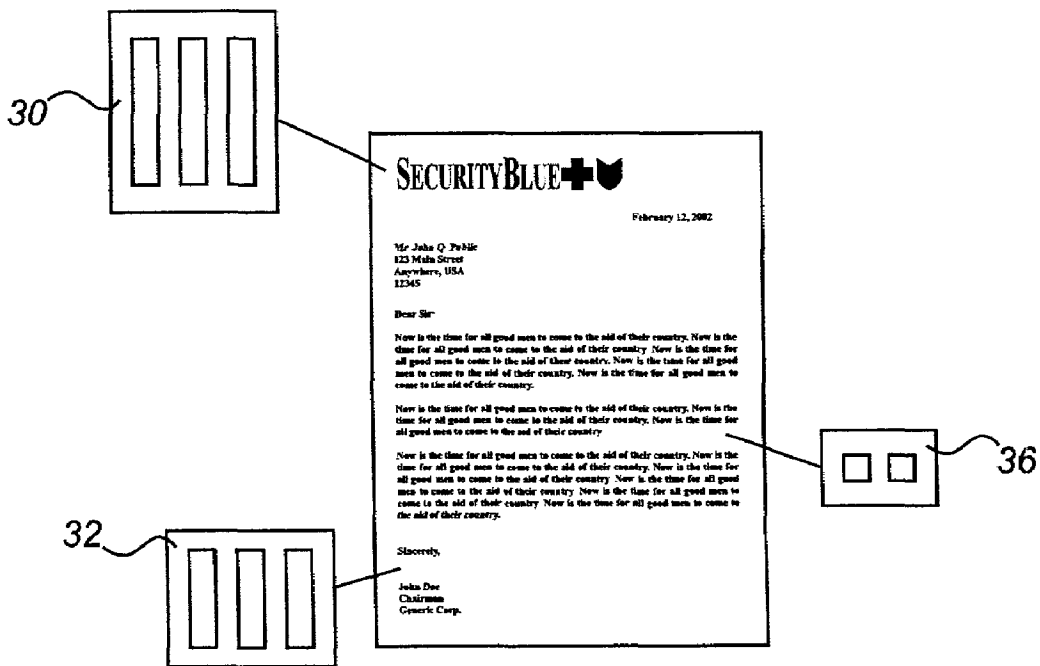 30
SECURITYBLUE
February 12, 2002
Mr John Q Public
123 Main Street
Anywhere, USA
12345
Dear Sir
Now is the time for all good men to come to the aid of their country. Now is the
time for all good men to come to the aid of their country Now is the time for
all good men to come to the aid of their country. Now is the time for all good
men to come to the aid of their country. Now is the time for all good men to
come to the aid of their country.
Now is the time for all good men to come to the aid of their country. Now is the
time for all good men to come to the aid of their country. Now is the time for
all good men to come to the aid of their country
36
Now is the time for all good men to come to the aid of their country. Now is the
time for all good men to come to the aid of their country. Now is the time for
all good men to come to the aid of their country Now is the time for all good
men to come to the aid of their country Now is the time for all good men to
come to the aid of their country Now is the time for all good men to come to
the aid of their country.
32
Sincerely,
John Doe
Chairman
Generic Corp.